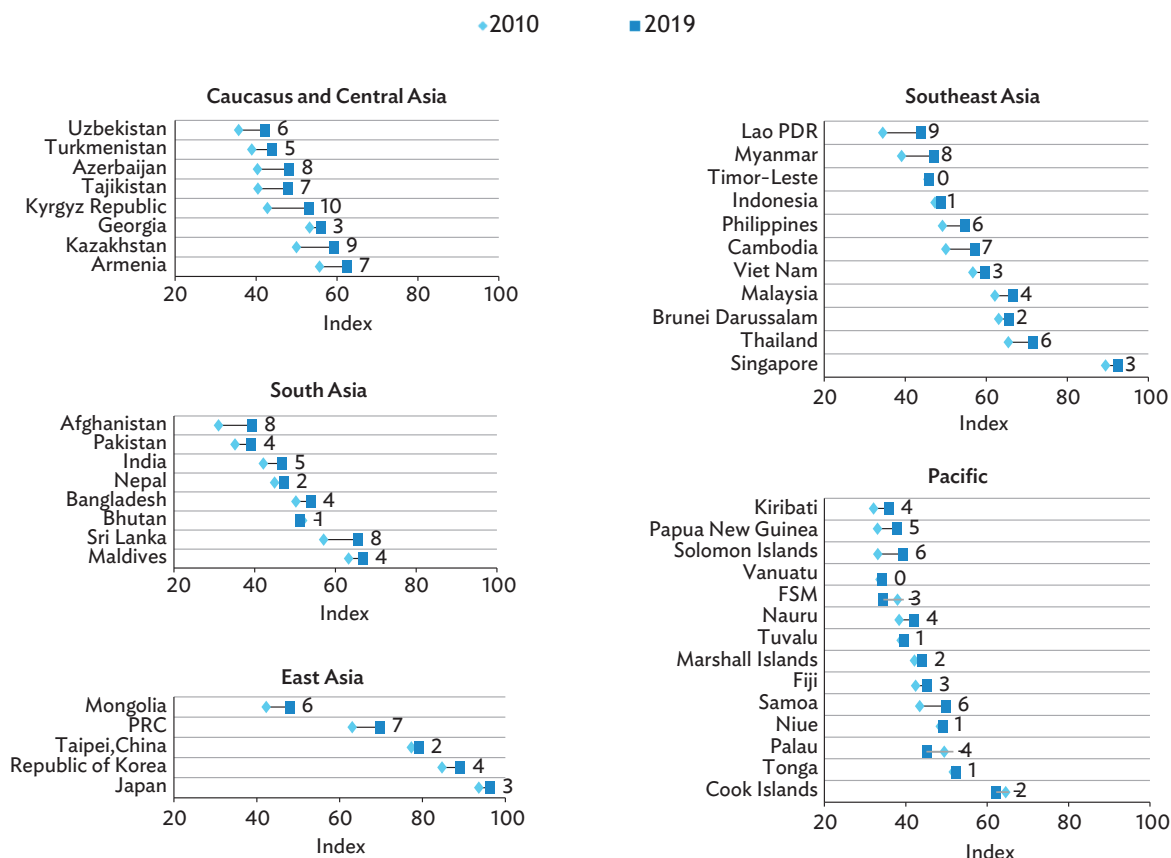 2010 2019
Caucasus and Central Asia
Uzbekistan 6
Turkmenistan 5
Azerbaijan 8
Tajikistan 7
Kyrgyz Republic 10
Georgia 3
Kazakhstan 9
Armenia 7
20 40 60 80 100
Index
South Asia
Afghanistan 8
Pakistan 4
India 5
Nepal 2
Bangladesh 4
Bhutan -1
Sri Lanka 8
Maldives 4
20 40 60 80 100
Index
East Asia
Mongolia 6
PRC 7
Taipei,China 2
Republic of Korea 4
Japan 3
20 40 60 80 100
Index
Southeast Asia
Lao PDR 9
Myanmar 8
Timor-Leste 0
Indonesia 1
Philippines 6
Cambodia 7
Viet Nam 3
Malaysia 4
Brunei Darussalam 2
Thailand 6
Singapore 3
20 40 60 80 100
Index
Pacific
Kiribati 4
Papua New Guinea 5
Solomon Islands 6
Vanuatu 0
FSM -3
Nauru 4
Tuvalu 1
Marshall Islands 2
Fiji 3
Samoa 6
Niue 1
Palau -4
Tonga 1
Cook Islands -2
20 40 60 80 100
Index